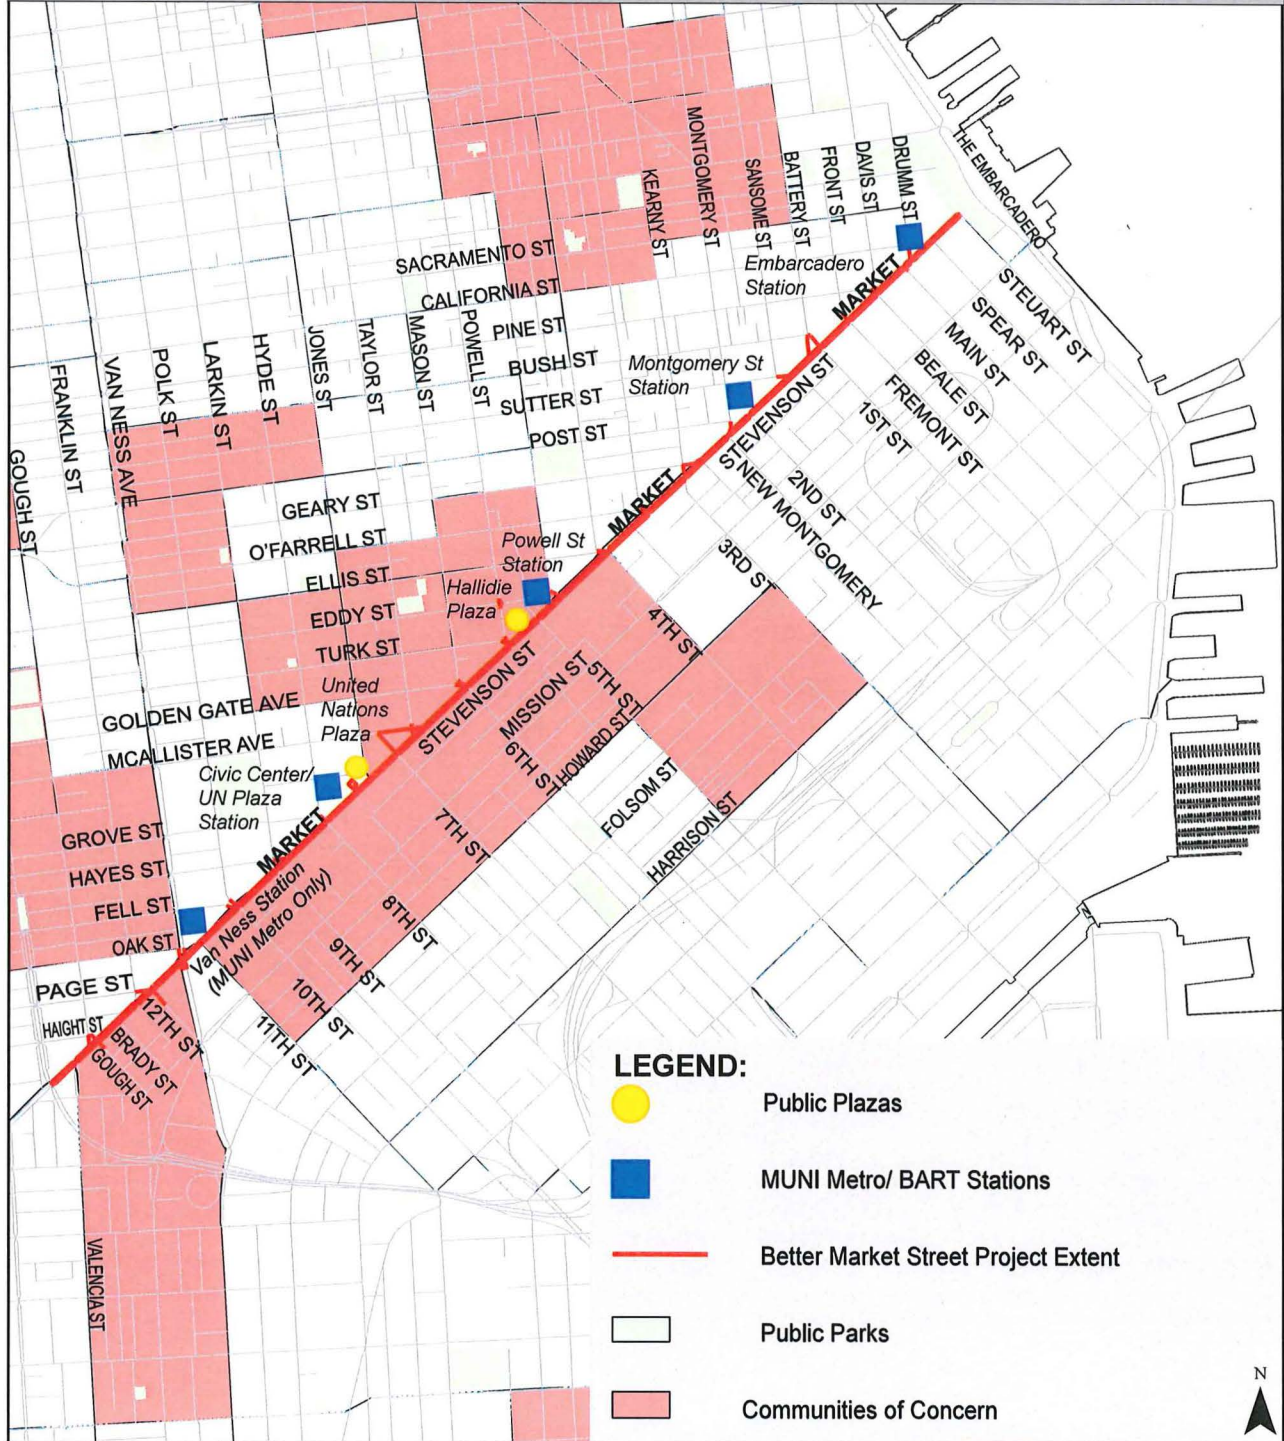 MONTGOMERY ST
KEARNY ST
SANSOME ST
BATTERY ST
FRONT ST
DAVIS ST
DRUMM ST
THE EMBARCADERO
SACRAMENTO ST
CALIFORNIA ST
PINE ST
BUSH ST
SUTTER ST
POST ST
Embarcadero
Station
MARKET
STEUART ST
SPEAR ST
MAIN ST
BEALE ST
FREMONT ST
1ST ST
Montgomery St
Station
STEVENSON ST
NEW MONTGOMERY
2ND ST
3RD ST
GOUGH ST
FRANKLIN ST
VAN NESS AVE
POLK ST
LARKIN ST
HYDE ST
JONES ST
TAYLOR ST
MASON ST
POWELL ST
GEARY ST
O'FARRELL ST
ELLIS ST
EDDY ST
TURK ST
GOLDEN GATE AVE
MCALLISTER AVE
MARKET
Powell St
Station
Hallidie
Plaza
United
Nations
Plaza
Civic Center/
UN Plaza
Station
STEVENSON ST
MISSION ST
4TH ST
5TH ST
6TH ST
HOWARD ST
FOLSOM ST
HARRISON ST
7TH ST
8TH ST
9TH ST
10TH ST
11TH ST
MARKET
Van Ness Station
(MUNI Metro Only)
GROVE ST
HAYES ST
FELL ST
OAK ST
PAGE ST
HAIGHT ST
12TH ST
BRADY ST
GOUGH ST
VALENCIA ST
LEGEND:
Public Plazas
MUNI Metro/ BART Stations
Better Market Street Project Extent
Public Parks
Communities of Concern
N